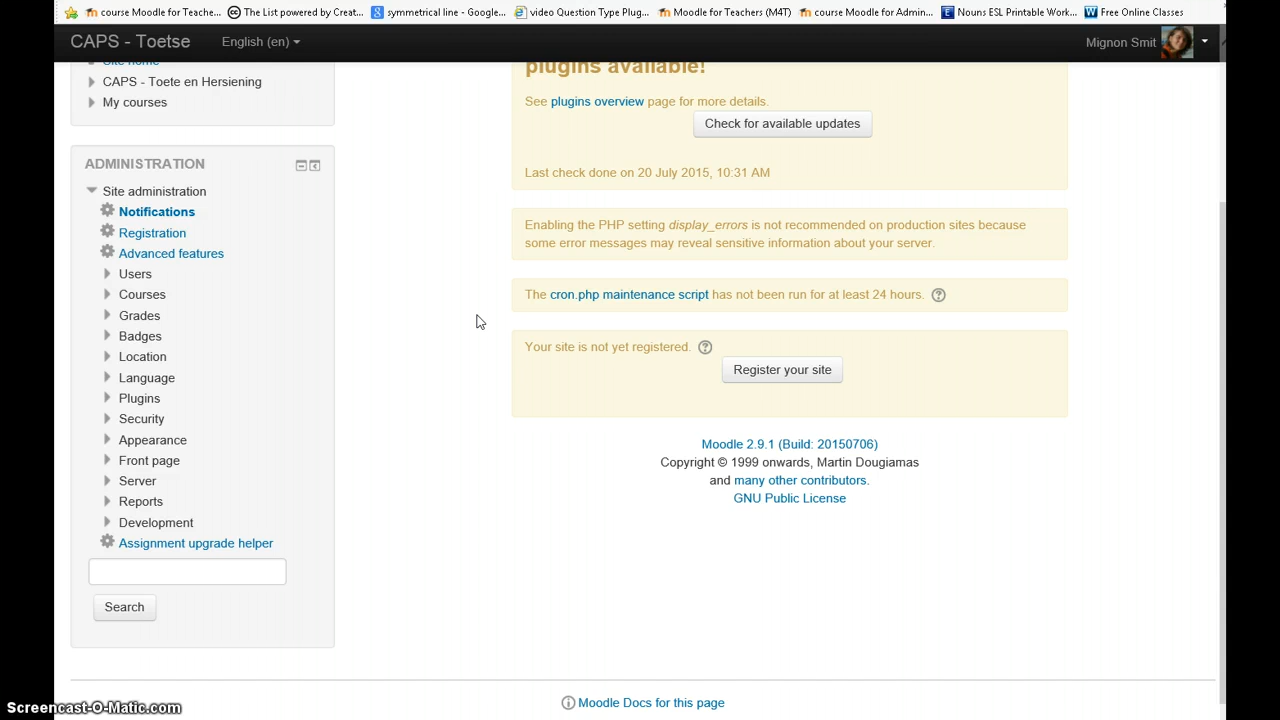 course Moodle for Teache... The List powered by Creat... symmetrical line - Google... video Question Type Plug... Moodle for Teachers (M4T) course Moodle for Admin... Nouns ESL Printable Work... Free Online Classes
CAPS - Toetse English (en) Mignon Smit
Site home
CAPS - Toete en Hersiening
My courses
ADMINISTRATION
Site administration
Notifications
Registration
Advanced features
Users
Courses
Grades
Badges
Location
Language
Plugins
Security
Appearance
Front page
Server
Reports
Development
Assignment upgrade helper
Search
plugins available!
See plugins overview page for more details.
Check for available updates
Last check done on 20 July 2015, 10:31 AM
Enabling the PHP setting display_errors is not recommended on production sites because
some error messages may reveal sensitive information about your server.
The cron.php maintenance script has not been run for at least 24 hours.
Your site is not yet registered.
Register your site
Moodle 2.9.1 (Build: 20150706)
Copyright © 1999 onwards, Martin Dougiamas
and many other contributors.
GNU Public License
Moodle Docs for this page
Screencast-O-Matic.com